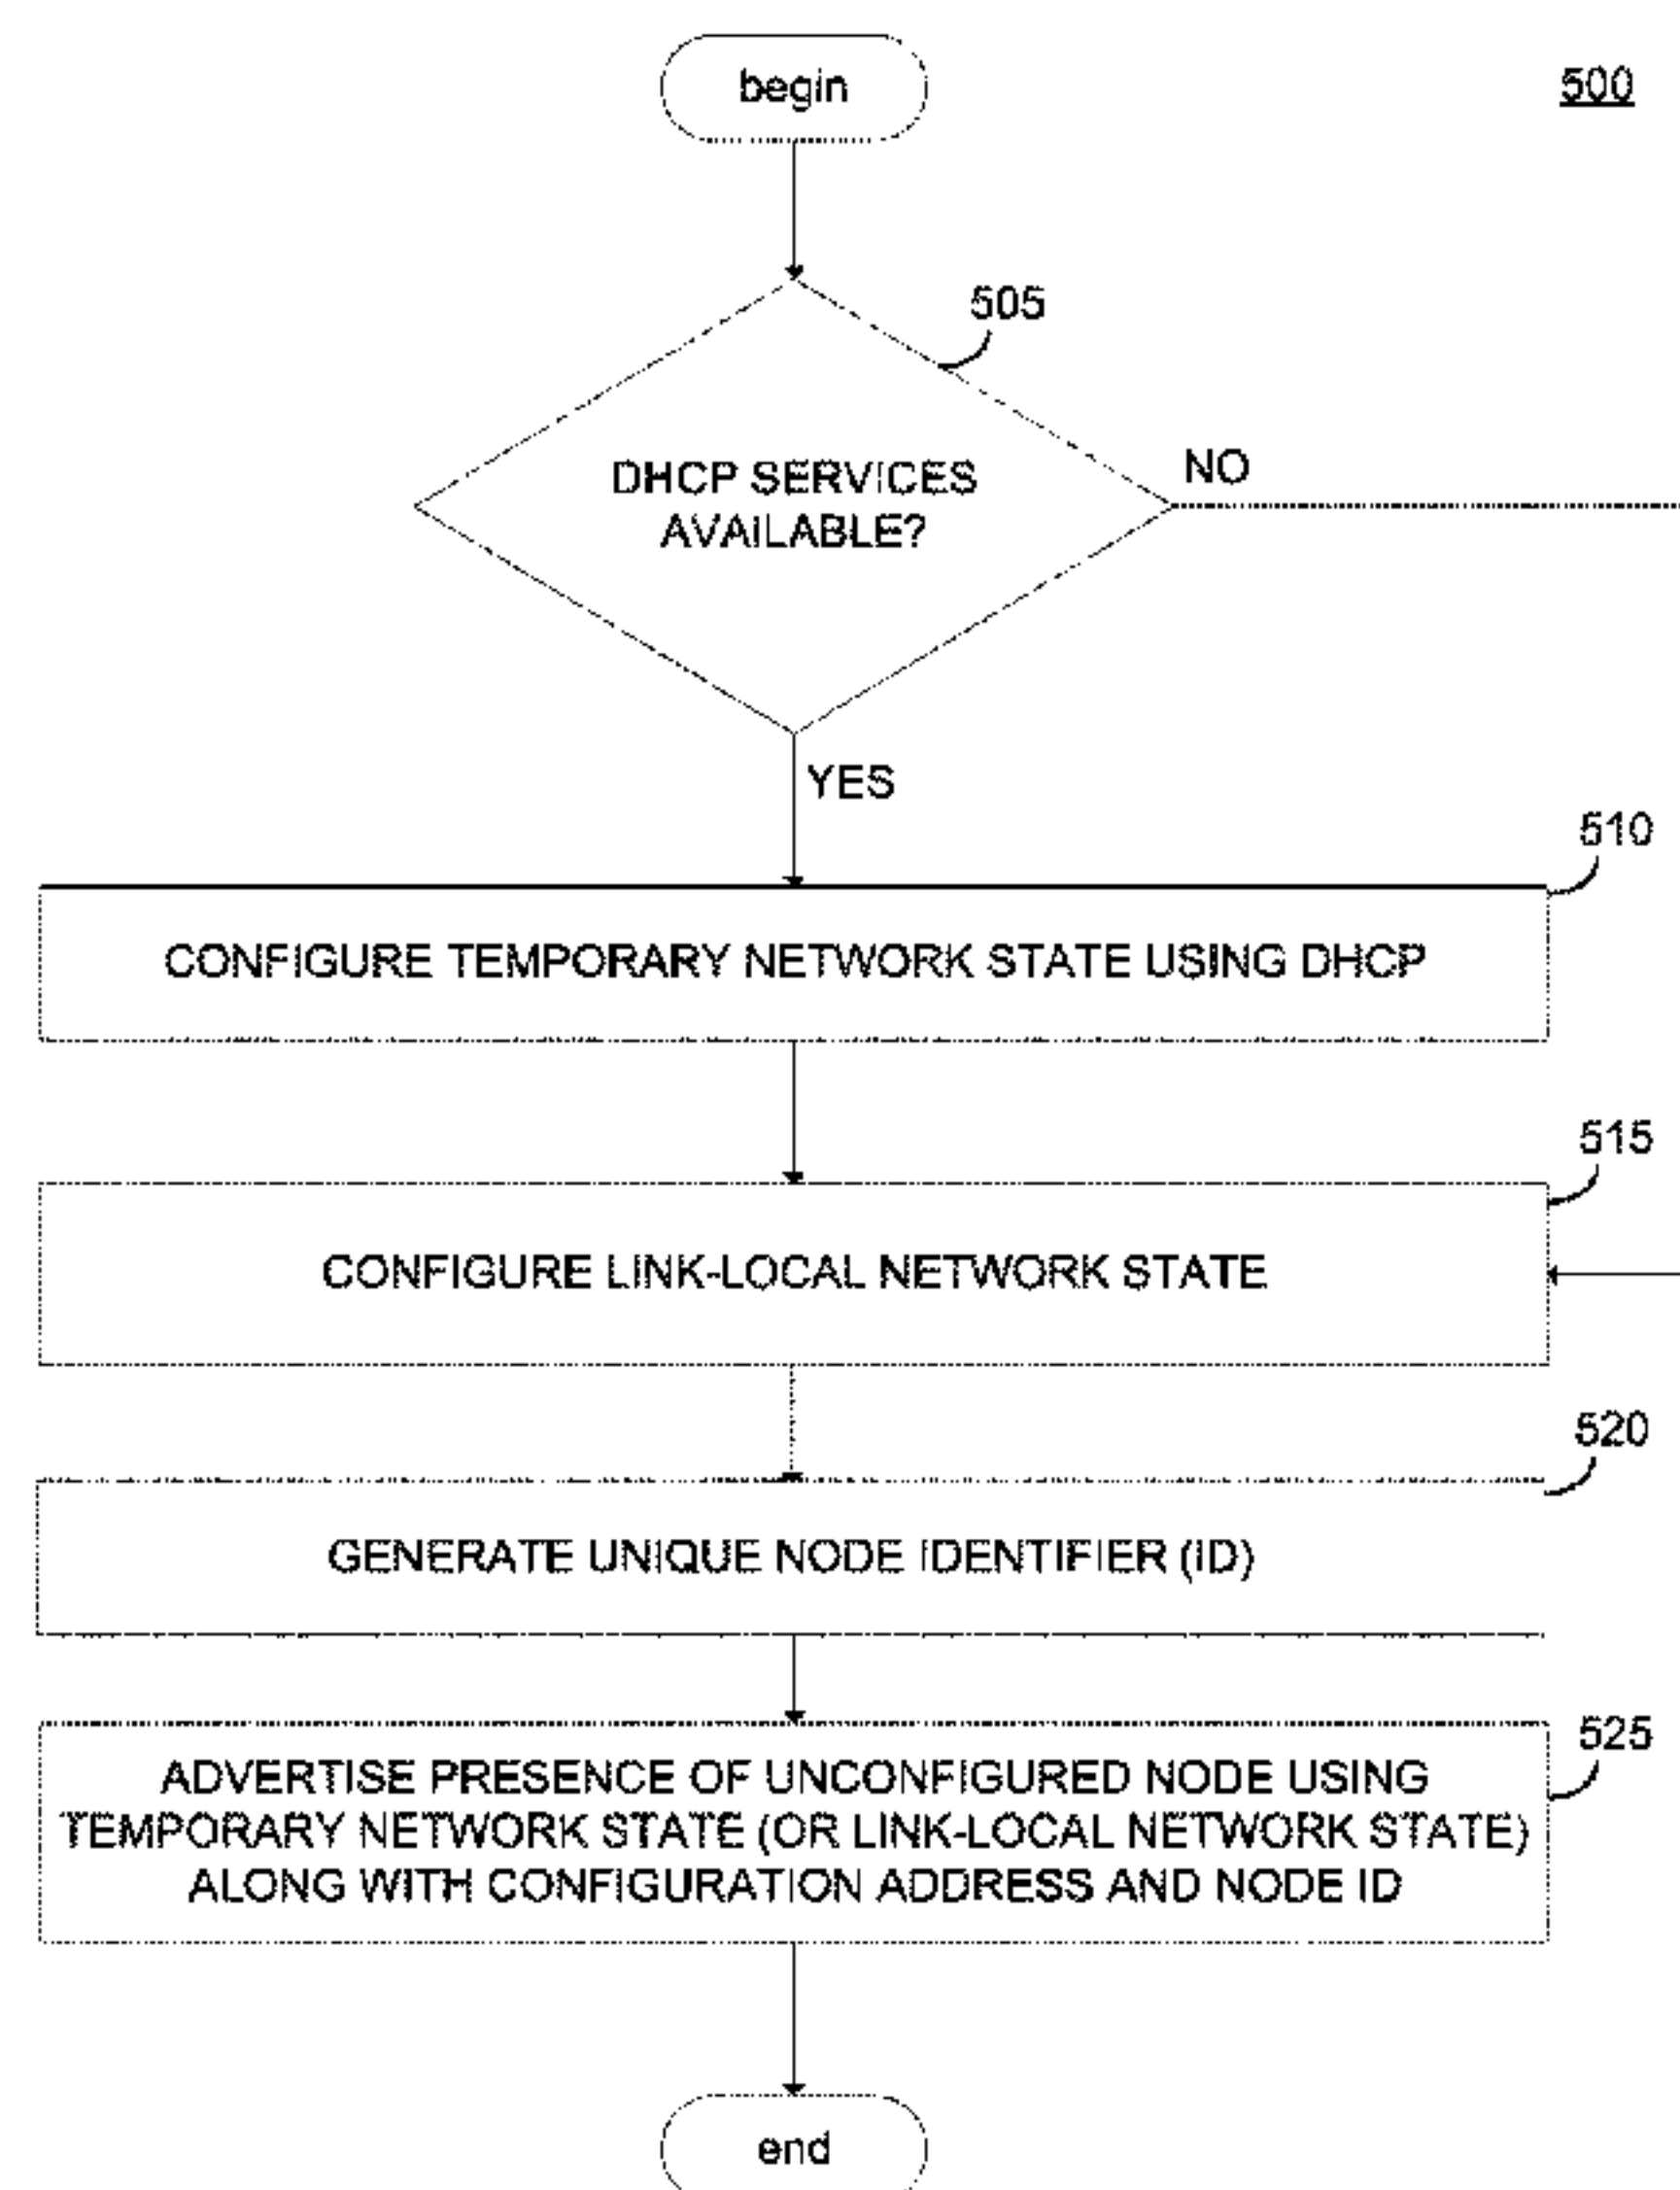 begin
500
505
DHCP SERVICES
AVAILABLE?
NO
YES
510
CONFIGURE TEMPORARY NETWORK STATE USING DHCP
515
CONFIGURE LINK-LOCAL NETWORK STATE
520
GENERATE UNIQUE NODE IDENTIFIER (ID)
525
ADVERTISE PRESENCE OF UNCONFIGURED NODE USING
TEMPORARY NETWORK STATE (OR LINK-LOCAL NETWORK STATE)
ALONG WITH CONFIGURATION ADDRESS AND NODE ID
end